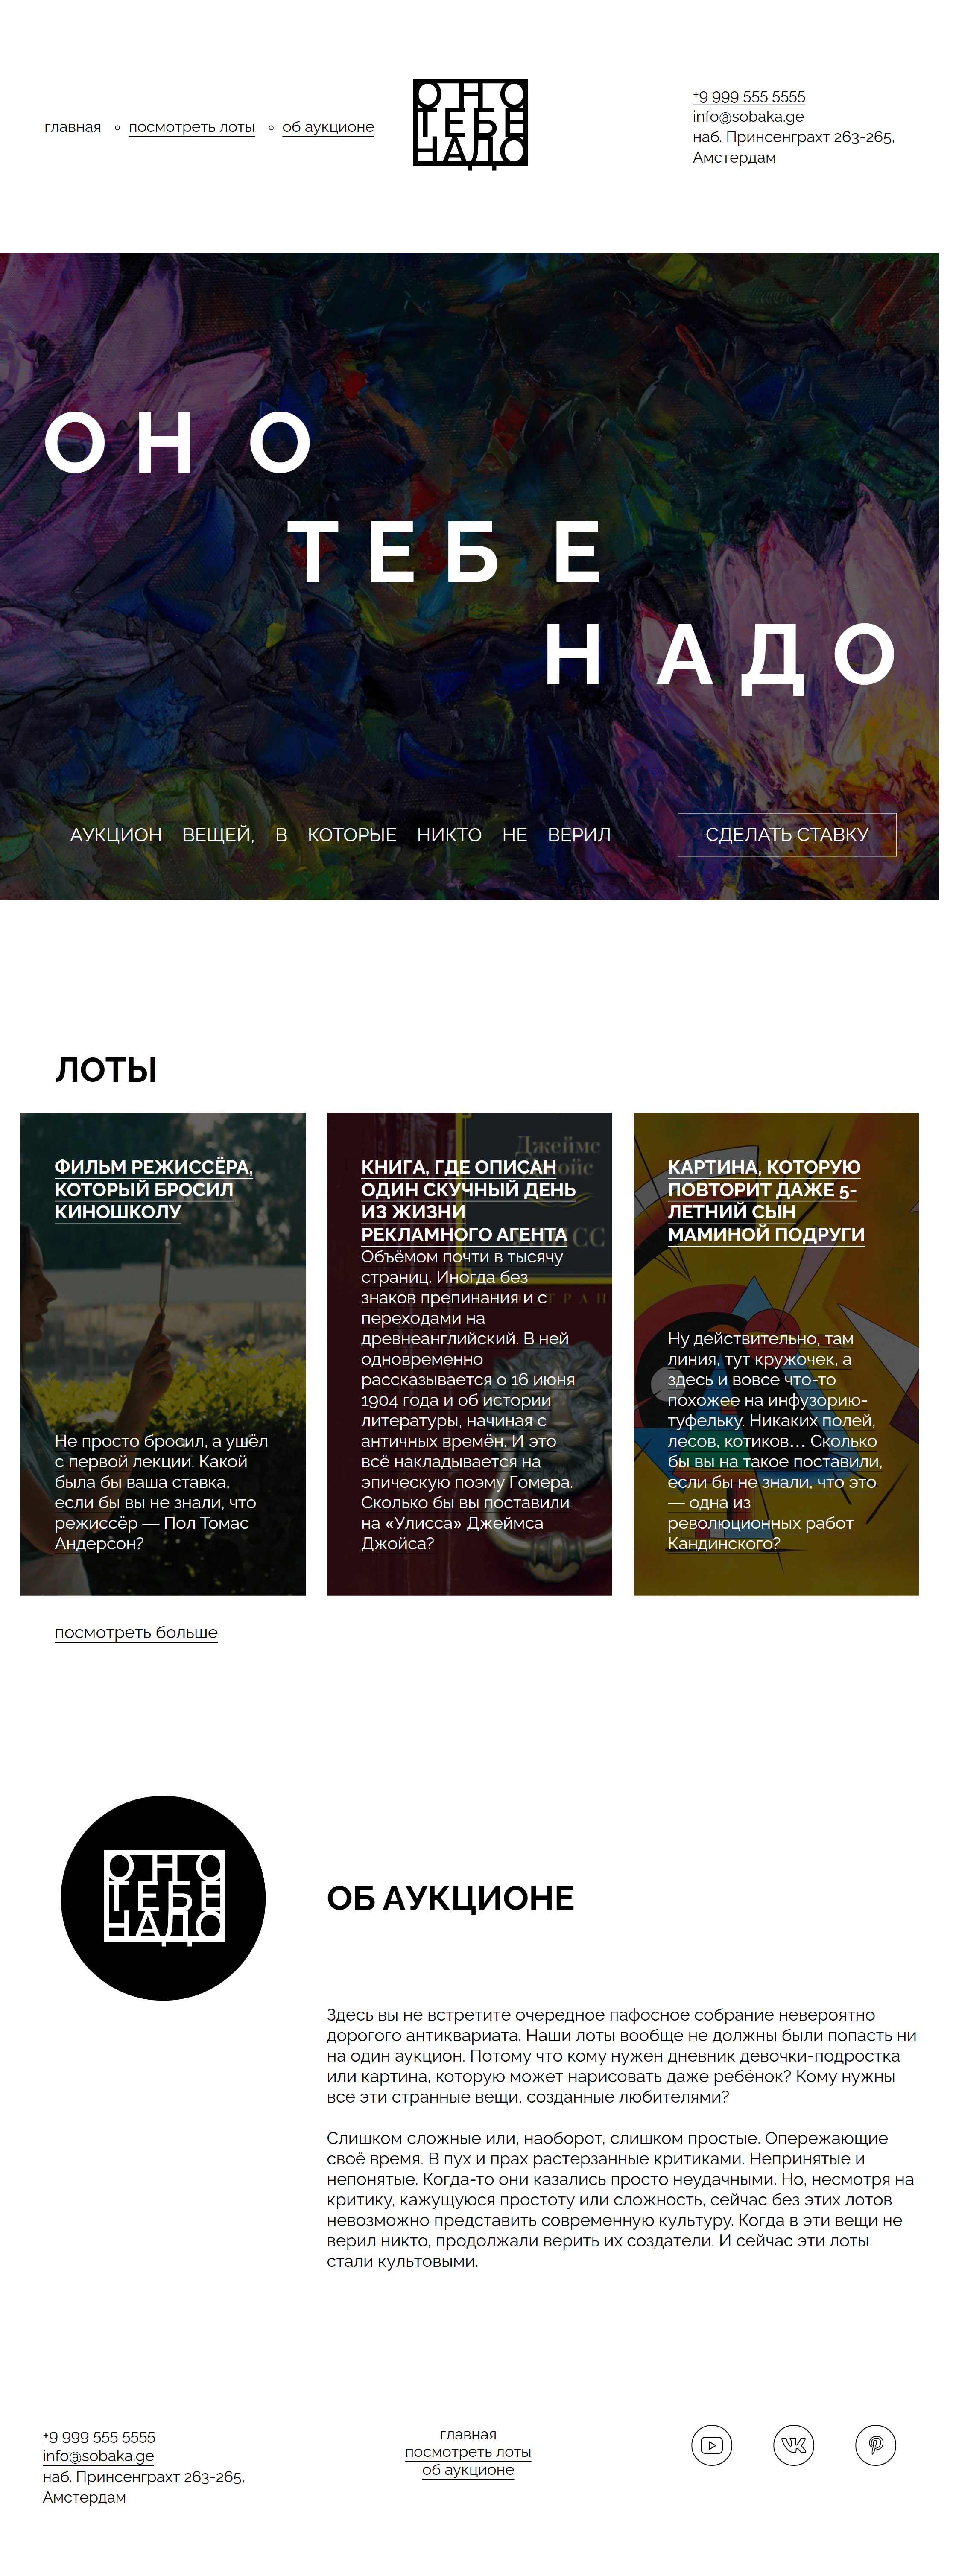 главная
посмотреть лоты
об аукционе
ОНО
ТЕБЕ
НАДО
+9 999 555 5555
info@sobaka.ge
наб. Принсенграхт 263-265,
Амстердам
ОНО
ТЕБЕ
НАДО
АУКЦИОН ВЕЩЕЙ, В КОТОРЫЕ НИКТО НЕ ВЕРИЛ
СДЕЛАТЬ СТАВКУ
ЛОТЫ
ФИЛЬМ РЕЖИССЁРА,
КОТОРЫЙ БРОСИЛ
КИНОШКОЛУ
Не просто бросил, а ушёл
с первой лекции. Какой
была бы ваша ставка,
если бы вы не знали, что
режиссёр — Пол Томас
Андерсон?
Джеймс
КНИГА, ГДЕ ОПИСАН
ОДИН СКУЧНЫЙ ДЕНЬ
ИЗ ЖИЗНИ
РЕКЛАМНОГО АГЕНТА
Объёмом почти в тысячу
страниц. Иногда без
знаков препинания и с
переходами на
древнеанглийский. В ней
одновременно
рассказывается о 16 июня
1904 года и об истории
литературы, начиная с
античных времён. И это
всё накладывается на
эпическую поэму Гомера.
Сколько бы вы поставили
на «Улисса» Джеймса
Джойса?
КАРТИНА, КОТОРУЮ
ПОВТОРИТ ДАЖЕ 5-
ЛЕТНИЙ СЫН
МАМИНОЙ ПОДРУГИ
Ну действительно, там
линия, тут кружочек, а
здесь и вовсе что-то
похожее на инфузорию-
туфельку. Никаких полей,
лесов, котиков… Сколько
бы вы на такое поставили,
если бы не знали, что это
— одна из
революционных работ
Кандинского?
посмотреть больше
ОНО
ТЕБЕ
НАДО
ОБ АУКЦИОНЕ
Здесь вы не встретите очередное пафосное собрание невероятно
дорогого антиквариата. Наши лоты вообще не должны были попасть ни
на один аукцион. Потому что кому нужен дневник девочки-подростка
или картина, которую может нарисовать даже ребёнок? Кому нужны
все эти странные вещи, созданные любителями?
Слишком сложные или, наоборот, слишком простые. Опережающие
своё время. В пух и прах растерзанные критиками. Непринятые и
непонятые. Когда-то они казались просто неудачными. Но, несмотря на
критику, кажущуюся простоту или сложность, сейчас без этих лотов
невозможно представить современную культуру. Когда в эти вещи не
верил никто, продолжали верить их создатели. И сейчас эти лоты
стали культовыми.
+9 999 555 5555
info@sobaka.ge
наб. Принсенграхт 263-265,
Амстердам
главная
посмотреть лоты
об аукционе